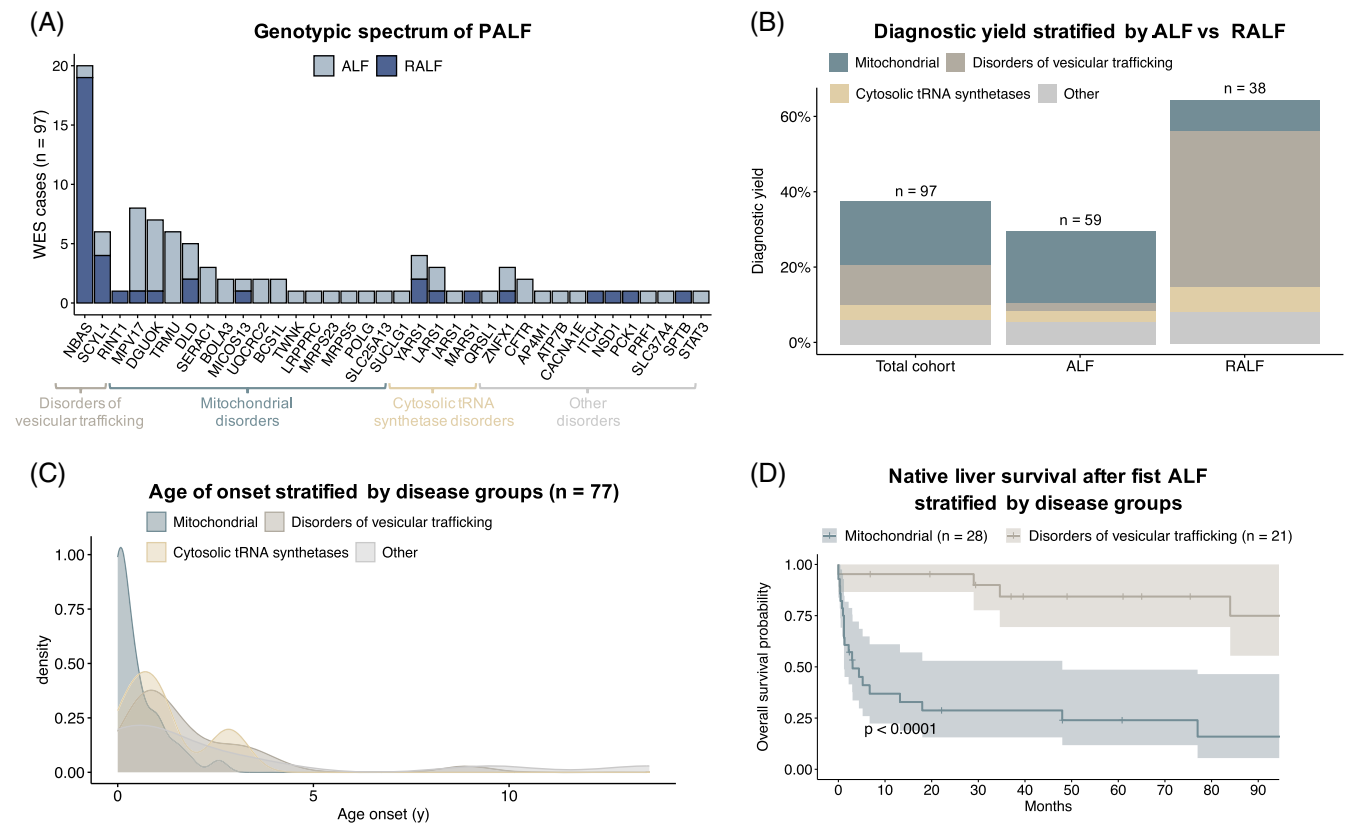 (A)
Genotypic spectrum of PALF
ALF RALF
WES cases (n = 97)
20
15
10
5
0
NBAS
SCYL1
RINT1
MPV17
DGUOK
TRMU
DLD
SERAC1
BOLA3
MICOS13
UQCRC2
BCS1L
TWNK
LRPPRC
MRPS23
MRPS5
POLG
SLC25A13
SUCLG1
YARS1
LARS1
IARS1
MARS1
QRSL1
ZNFX1
CFTR
AP4M1
ATP7B
CACNA1E
ITCH
NSD1
PCK1
PRF1
SLC37A4
SPTB
STAT3
Disorders of
vesicular trafficking
Mitochondrial
disorders
Cytosolic tRNA
synthetase disorders
Other
disorders
(B)
Diagnostic yield stratified by ALF vs RALF
Mitochondrial Disorders of vesicular trafficking
Cytosolic tRNA synthetases Other
Diagnostic yield
60%
40%
20%
0%
n = 97
n = 59
n = 38
Total cohort
ALF
RALF
(C)
Age of onset stratified by disease groups (n = 77)
Mitochondrial Disorders of vesicular trafficking
Cytosolic tRNA synthetases Other
density
1.00
0.75
0.50
0.25
0.00
0 5 10
Age onset (y)
(D)
Native liver survival after fist ALF
stratified by disease groups
Mitochondrial (n = 28) Disorders of vesicular trafficking (n = 21)
Overall survival probability
1.00
0.75
0.50
0.25
0.00
p < 0.0001
0 10 20 30 40 50 60 70 80 90
Months